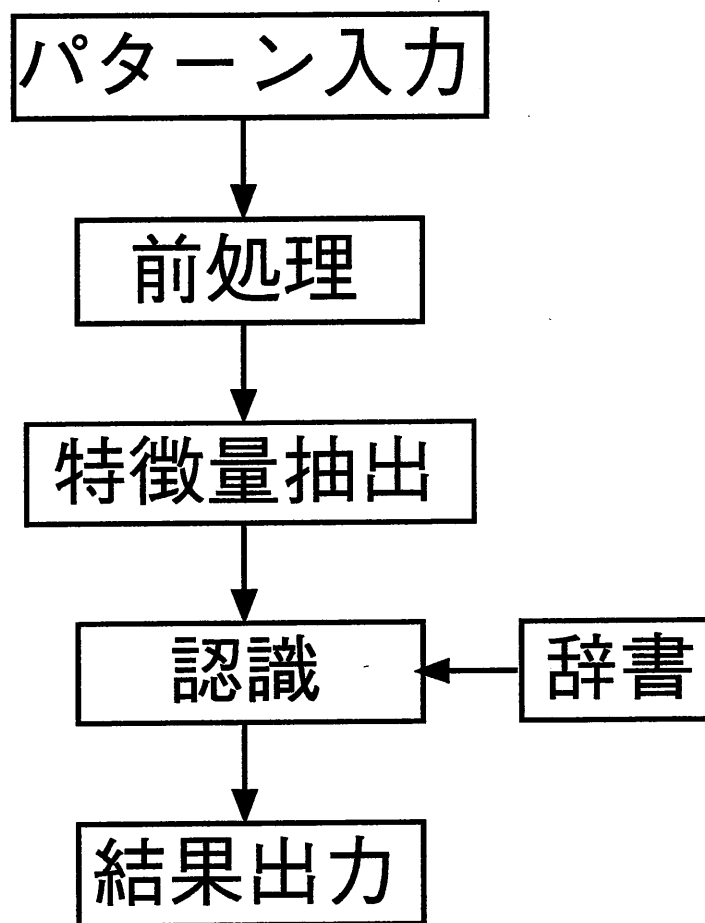 パターン入力
前処理
特徴量抽出
認識
辞書
結果出力